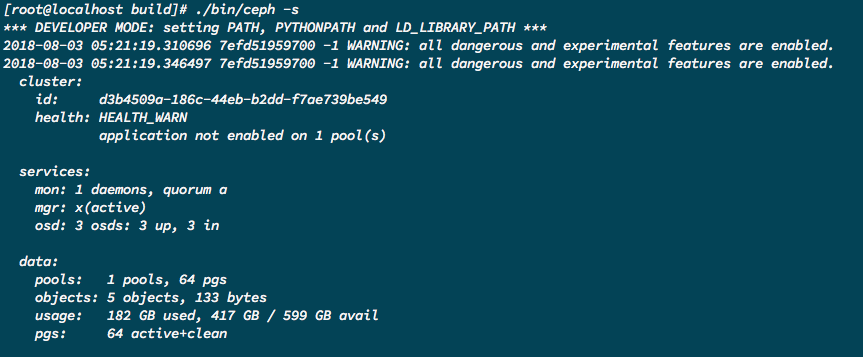 [root@localhost build]# ./bin/ceph -s
*** DEVELOPER MODE: setting PATH, PYTHONPATH and LD_LIBRARY_PATH ***
2018-08-03 05:21:19.310696 7efd51959700 -1 WARNING: all dangerous and experimental features are enabled.
2018-08-03 05:21:19.346497 7efd51959700 -1 WARNING: all dangerous and experimental features are enabled.
  cluster:
    id:     d3b4509a-186c-44eb-b2dd-f7ae739be549
    health: HEALTH_WARN
            application not enabled on 1 pool(s)
  services:
    mon: 1 daemons, quorum a
    mgr: x(active)
    osd: 3 osds: 3 up, 3 in
  data:
    pools:   1 pools, 64 pgs
    objects: 5 objects, 133 bytes
    usage:   182 GB used, 417 GB / 599 GB avail
    pgs:     64 active+clean